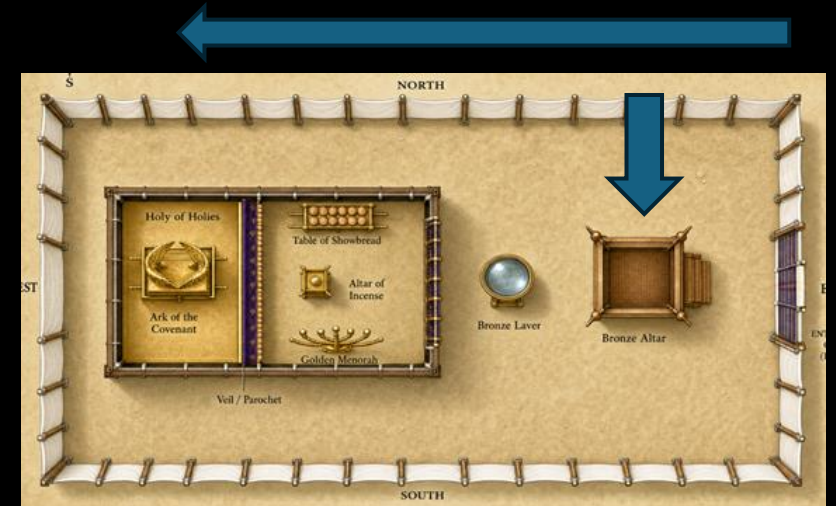 S
NORTH
Holy of Holies
Table of Showbread
Altar of
Incense
Ark of the
Covenant
Golden Menorah
Bronze Laver
Bronze Altar
Veil / Parochet
SOUTH